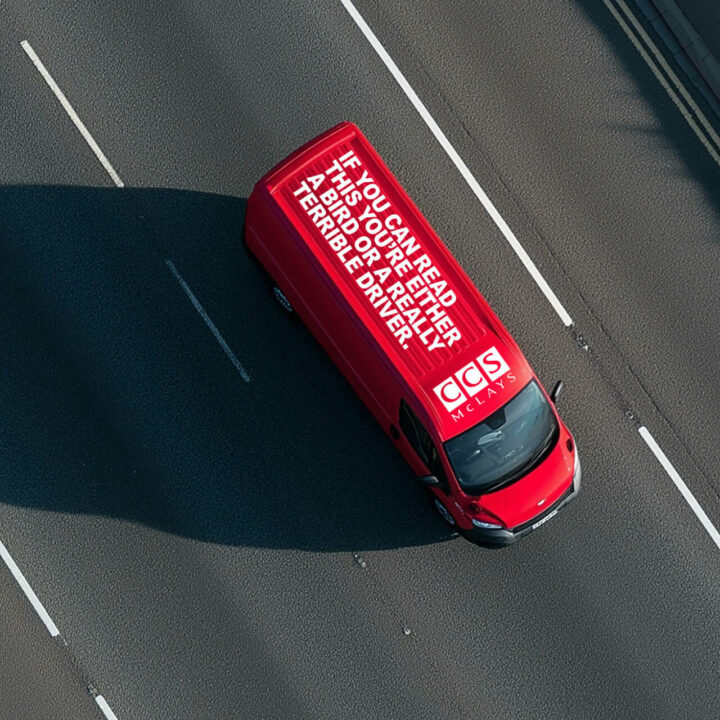 IF YOU CAN READ
THIS YOU'RE EITHER
A BIRD OR A REALLY
TERRIBLE DRIVER.
CCS
McLAYS